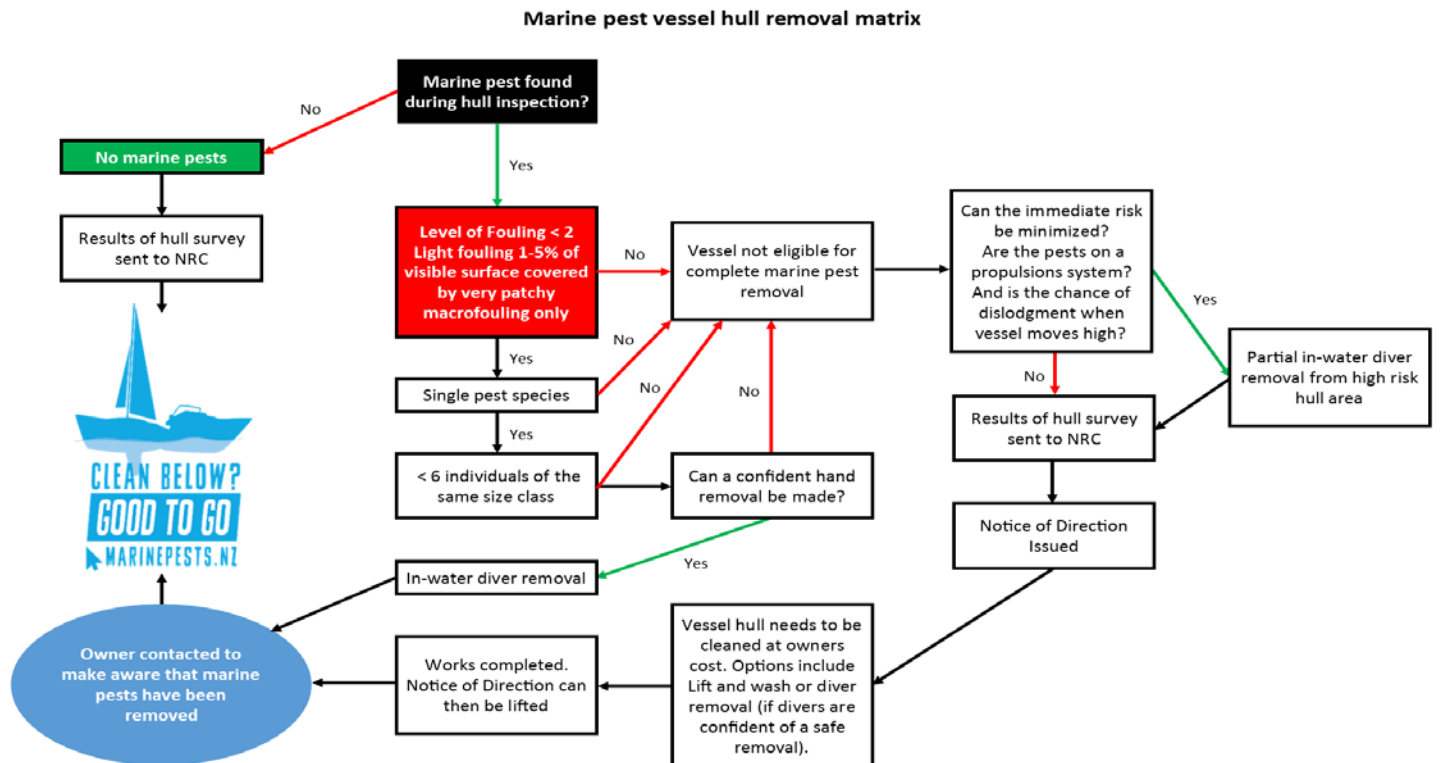 Marine pest vessel hull removal matrix
Marine pest found
during hull inspection?
No
Yes
No marine pests
Results of hull survey
sent to NRC
Level of Fouling < 2
Light fouling 1-5% of
visible surface covered
by very patchy
macrofouling only
No
Yes
Vessel not eligible for
complete marine pest
removal
Can the immediate risk
be minimized?
Are the pests on a
propulsions system?
And is the chance of
dislodgment when
vessel moves high?
Yes
No
Partial in-water diver
removal from high risk
hull area
Single pest species
No
Yes
< 6 individuals of the
same size class
No
Can a confident hand
removal be made?
No
Yes
Results of hull survey
sent to NRC
Notice of Direction
Issued
CLEAN BELOW?
GOOD TO GO
MARINEPESTS.NZ
In-water diver removal
Vessel hull needs to be
cleaned at owners
cost. Options include
Lift and wash or diver
removal (if divers are
confident of a safe
removal).
Works completed.
Notice of Direction can
then be lifted
Owner contacted to
make aware that marine
pests have been
removed